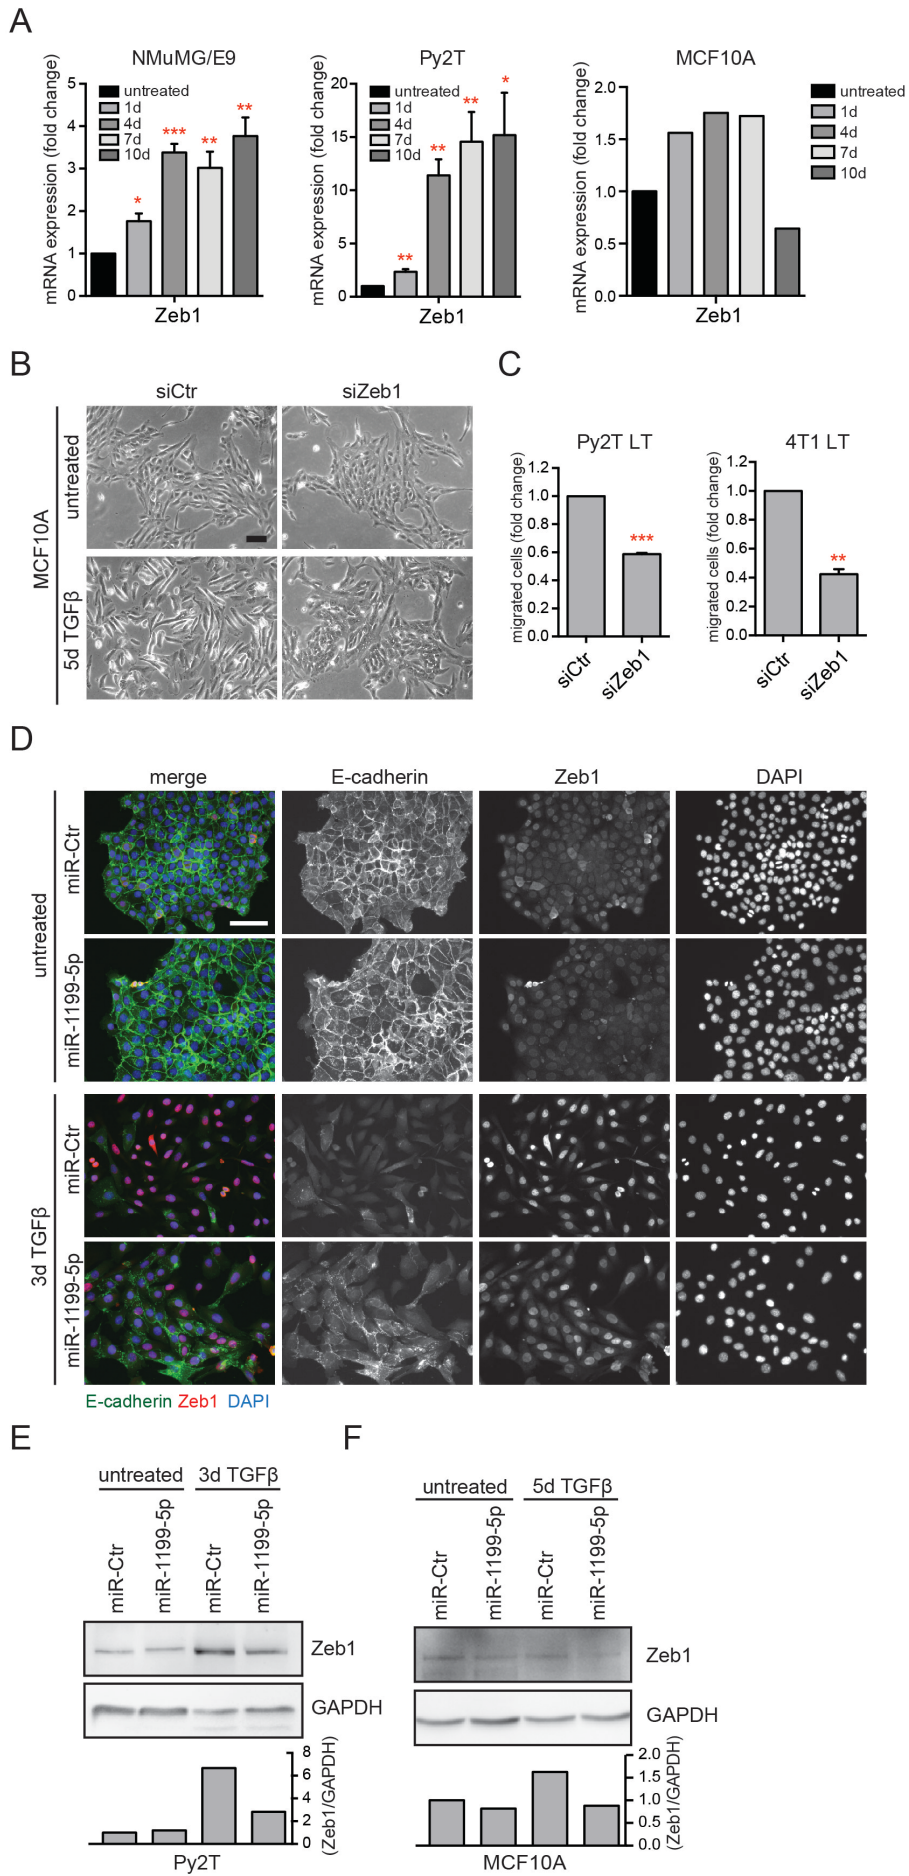 A
NMuMG/E9
mRNA expression (fold change)
5
4
3
2
1
0
untreated
1d
4d
7d
10d
*
***
**
**
Zeb1
Py2T
mRNA expression (fold change)
20
15
10
5
0
untreated
1d
4d
7d
10d
**
**
**
*
Zeb1
MCF10A
mRNA expression (fold change)
2.0
1.5
1.0
0.5
0.0
untreated
1d
4d
7d
10d
Zeb1
B
siCtr siZeb1
MCF10A
untreated
5d TGFβ
C
Py2T LT
migrated cells (fold change)
1.2
1.0
0.8
0.6
0.4
0.2
0.0
***
siCtr siZeb1
4T1 LT
migrated cells (fold change)
1.2
1.0
0.8
0.6
0.4
0.2
0.0
**
siCtr siZeb1
D
merge E-cadherin Zeb1 DAPI
untreated
miR-Ctr
miR-1199-5p
3d TGFβ
miR-Ctr
miR-1199-5p
E-cadherin Zeb1 DAPI
E
untreated 3d TGFβ
miR-Ctr miR-1199-5p miR-Ctr miR-1199-5p
Zeb1
GAPDH
8
6
4
2
0
(Zeb1/GAPDH)
Py2T
F
untreated 5d TGFβ
miR-Ctr miR-1199-5p miR-Ctr miR-1199-5p
Zeb1
GAPDH
2.0
1.5
1.0
0.5
0.0
(Zeb1/GAPDH)
MCF10A